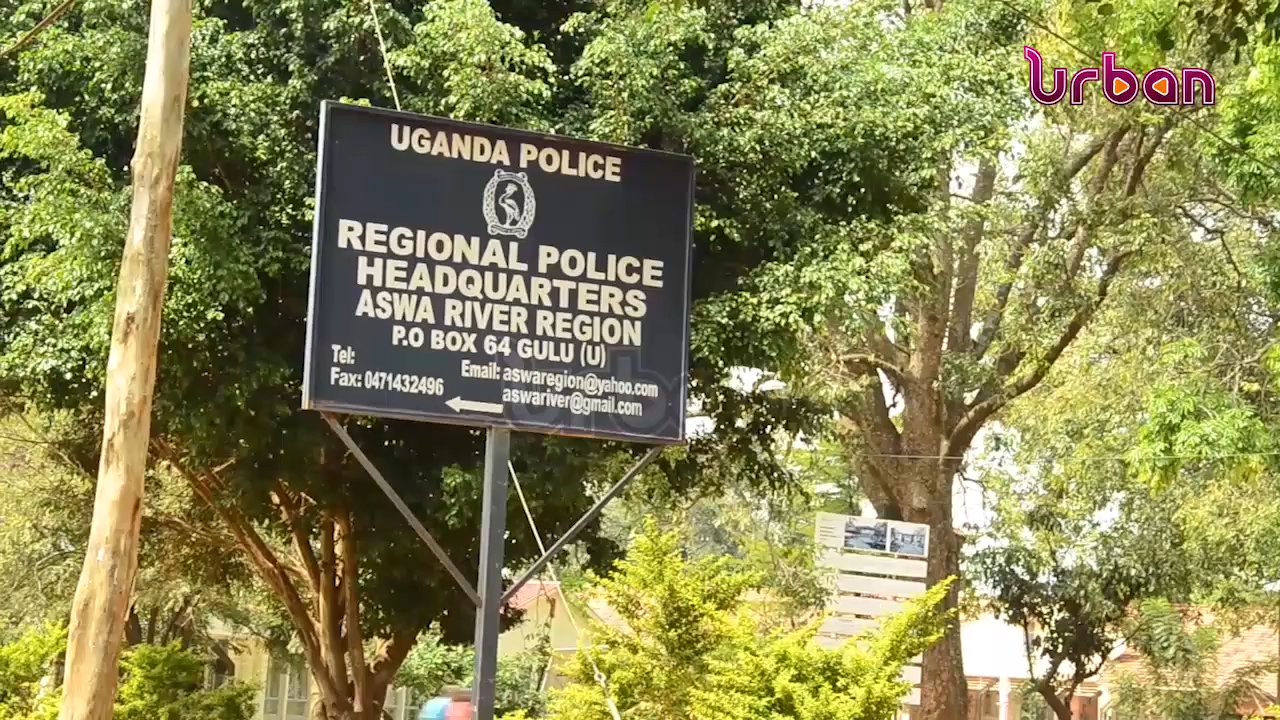 urban
UGANDA POLICE
REGIONAL POLICE
HEADQUARTERS
ASWA RIVER REGION
P.O BOX 64 GULU (U)
Tel:
Fax: 0471432496
Email: aswaregion@yahoo.com
aswariver@gmail.com